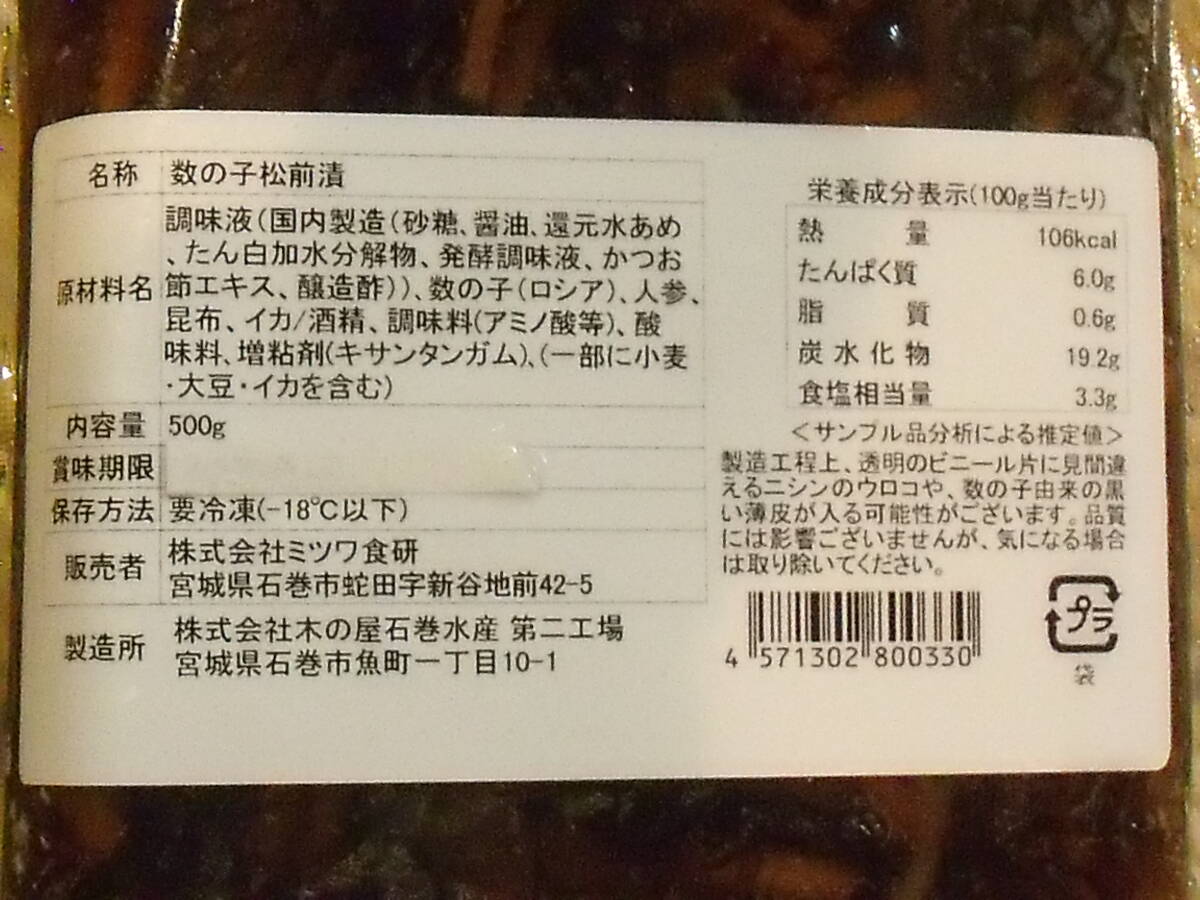 名称 数の子松前漬
原材料名
調味液(国内製造(砂糖、醤油、還元水あめ
、たん白加水分解物、発酵調味液、かつお
節エキス、醸造酢))、数の子(ロシア)、人参、
昆布、イカ/酒精、調味料(アミノ酸等)、酸
味料、増粘剤(キサンタンガム)、(一部に小麦
・大豆・イカを含む)
内容量 500g
賞味期限
保存方法 要冷凍(-18℃以下)
販売者 株式会社ミツワ食研
宮城県石巻市蛇田字新谷地前42-5
製造所 株式会社木の屋石巻水産 第二工場
宮城県石巻市魚町一丁目10-1
栄養成分表示(100g当たり)
熱量 106kcal
たんぱく質 6.0g
脂質 0.6g
炭水化物 19.2g
食塩相当量 3.3g
<サンプル品分析による推定値>
製造工程上、透明のビニール片に見間違
えるニシンのウロコや、数の子由来の黒
い薄皮が入る可能性がございます。品質
には影響ございませんが、気になる場合
は取り除いてください。
4 571302 800330
プラ
袋